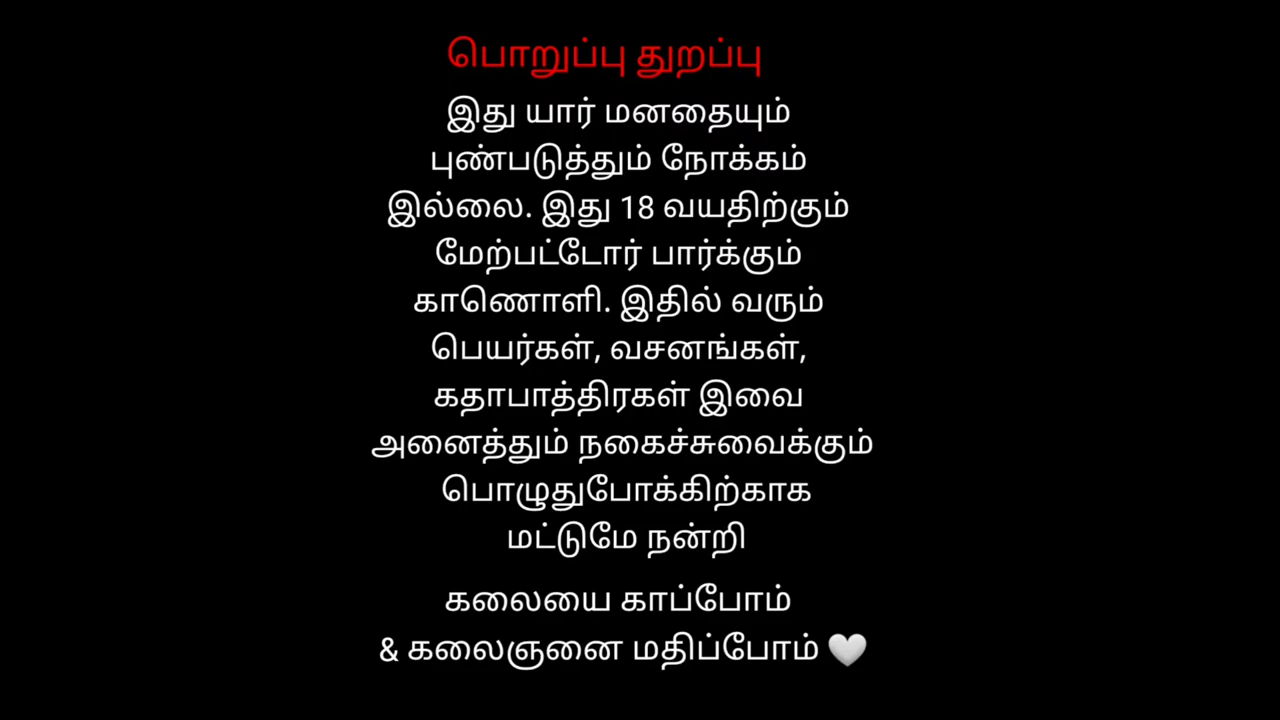 பொறுப்பு துறப்பு
இது யார் மனதையும்
புண்படுத்தும் நோக்கம்
இல்லை. இது 18 வயதிற்கும்
மேற்பட்டோர் பார்க்கும்
காணொளி. இதில் வரும்
பெயர்கள், வசனங்கள்,
கதாபாத்திரகள் இவை
அனைத்தும் நகைச்சுவைக்கும்
பொழுதுபோக்கிற்காக
மட்டுமே நன்றி
கலையை காப்போம்
& கலைஞனை மதிப்போம் 🤍